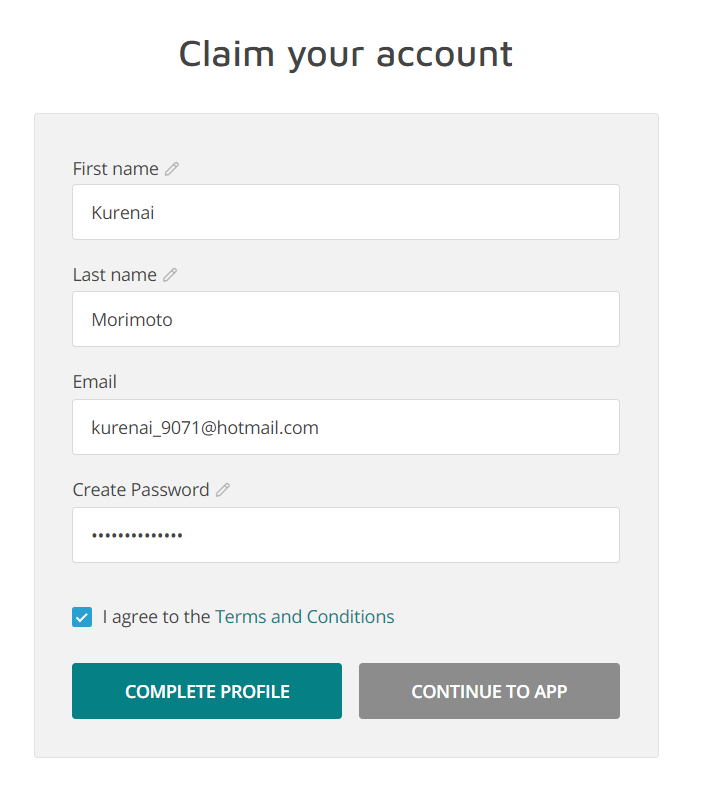 Claim your account
First name
Kurenai
Last name
Morimoto
Email
kurenai_9071@hotmail.com
Create Password
••••••••••••••
I agree to the Terms and Conditions
COMPLETE PROFILE CONTINUE TO APP